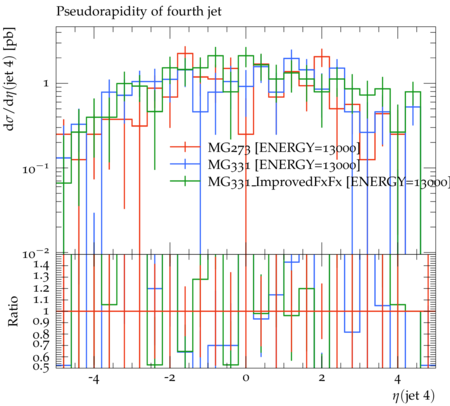 Pseudorapidity of fourth jet
dσ/dη(jet 4) [pb]
1
10⁻¹
10⁻²
MG273 [ENERGY=13000]
MG331 [ENERGY=13000]
MG331_ImprovedFxFx [ENERGY=13000]
Ratio
1.4
1.3
1.2
1.1
1
0.9
0.8
0.7
0.6
0.5
-4 -2 0 2 4
η(jet 4)